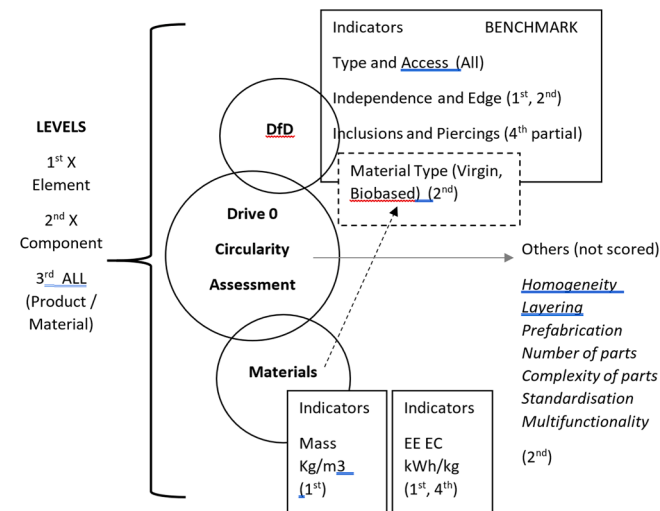 Indicators BENCHMARK
Type and Access (All)
Independence and Edge (1st, 2nd)
Inclusions and Piercings (4th partial)
Material Type (Virgin,
Biobased) (2nd)
LEVELS
1st X
Element
2nd X
Component
3rd ALL
(Product /
Material)
DfD
Drive 0
Circularity
Assessment
Materials
Others (not scored)
Homogeneity
Layering
Prefabrication
Number of parts
Complexity of parts
Standardisation
Multifunctionality
(2nd)
Indicators
Mass
Kg/m3
(1st)
Indicators
EE EC
kWh/kg
(1st, 4th)